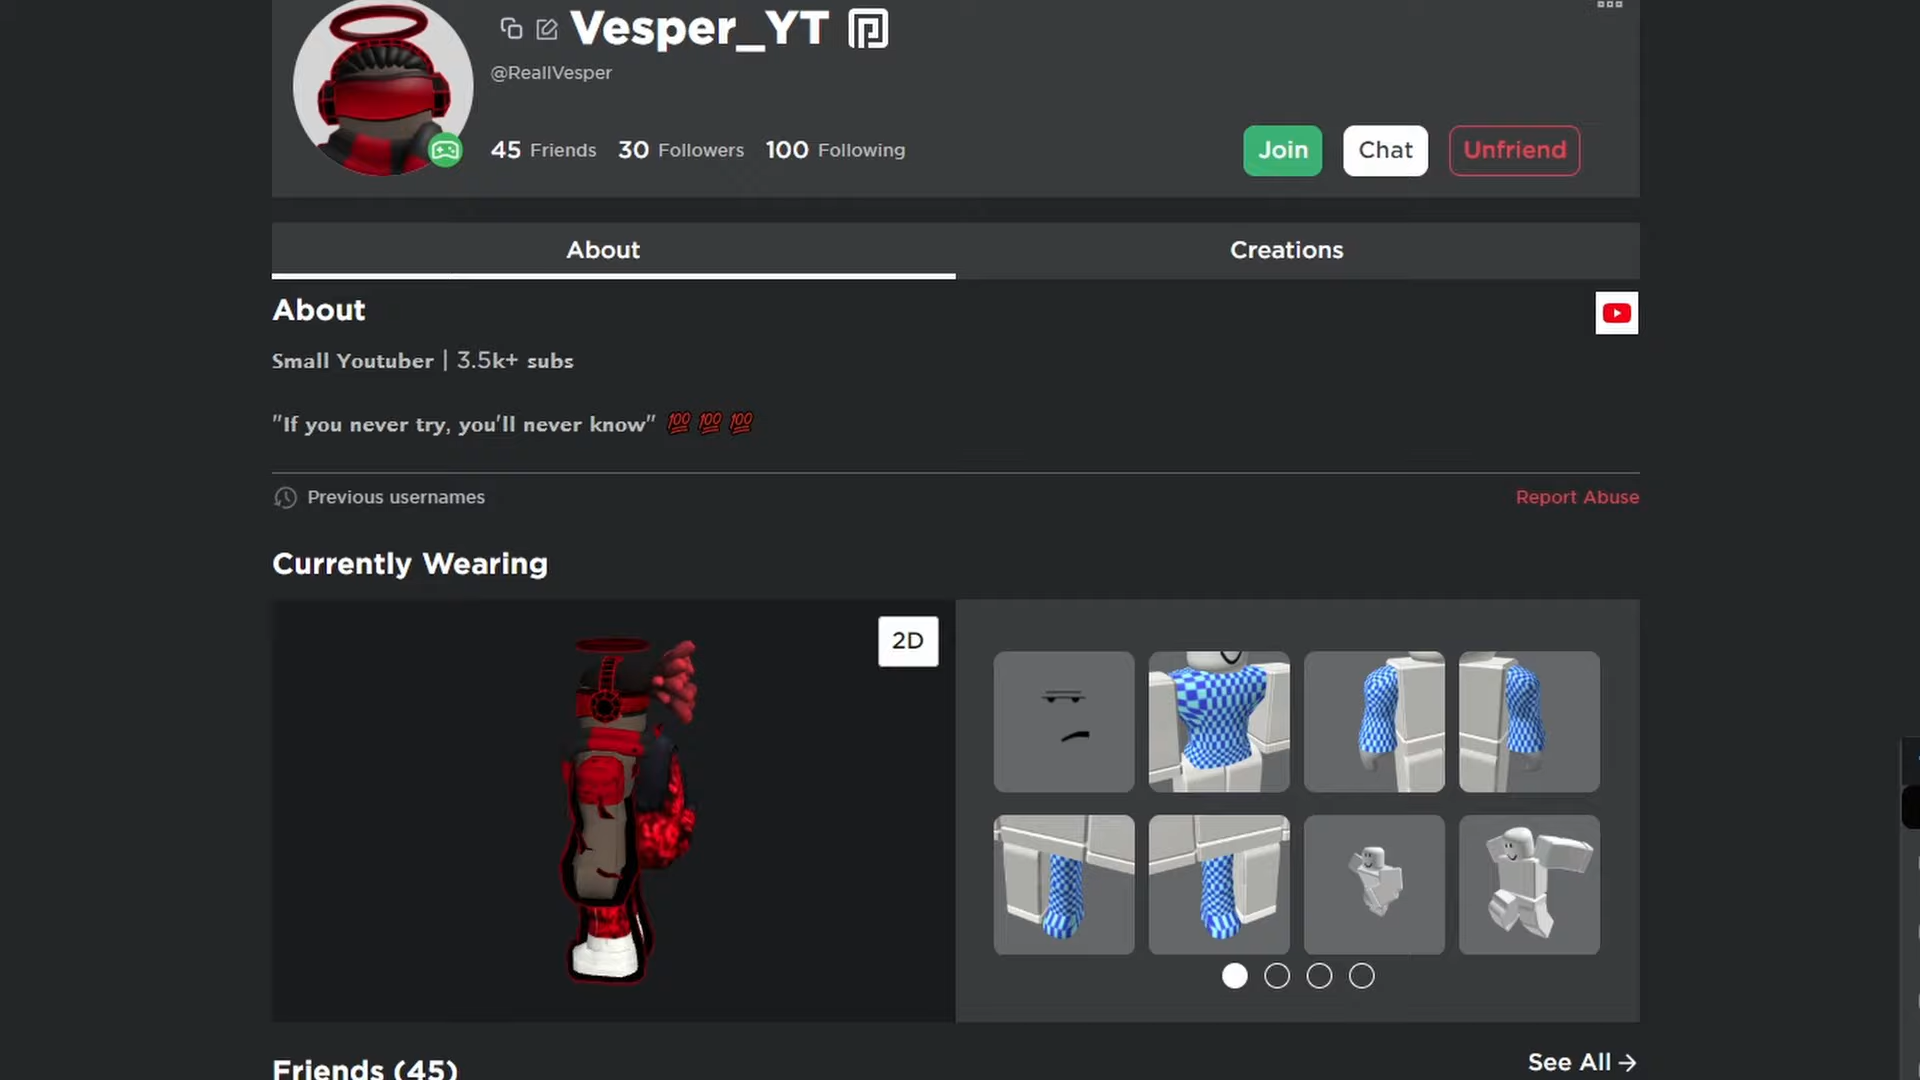 Vesper_YT
@ReallVesper
45 Friends 30 Followers 100 Following
Join Chat Unfriend
About Creations
About
Small Youtuber | 3.5k+ subs
"If you never try, you'll never know" 💯 💯 💯
Previous usernames Report Abuse
Currently Wearing
2D
Friends (45) See All →